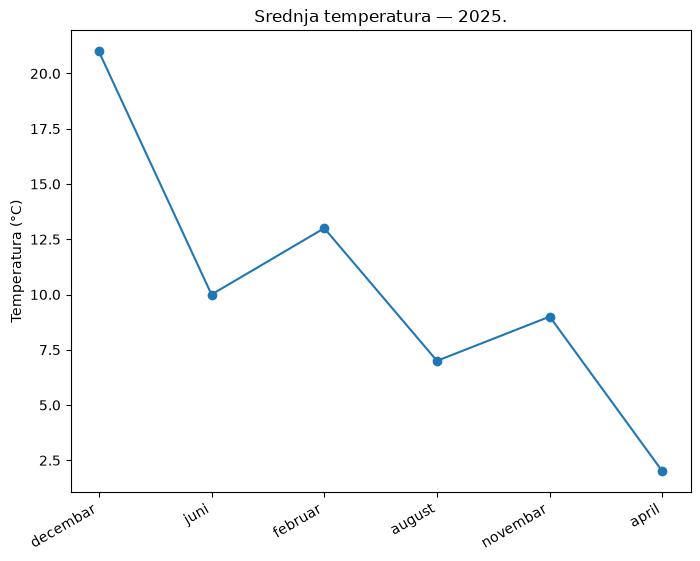 Srednja temperatura — 2025.
Temperatura (°C)
20.0
17.5
15.0
12.5
10.0
7.5
5.0
2.5
decembar
juni
februar
august
novembar
april